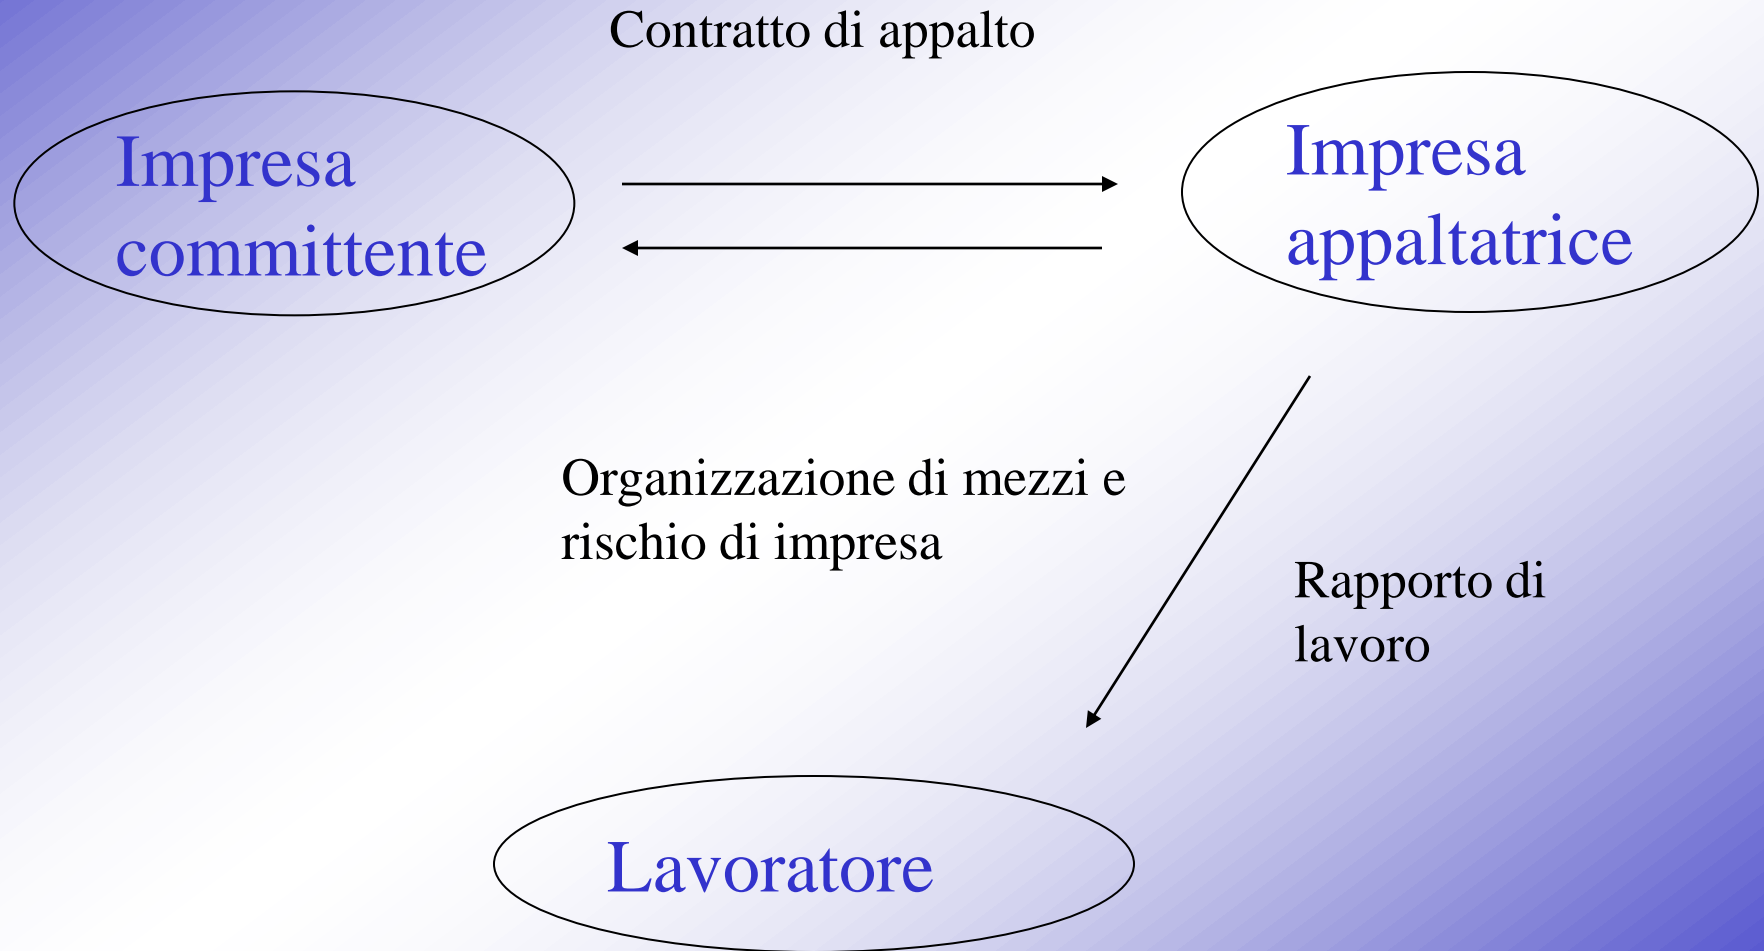 Contratto di appalto
Impresa
committente
Impresa
appaltatrice
Organizzazione di mezzi e
rischio di impresa
Rapporto di
lavoro
Lavoratore